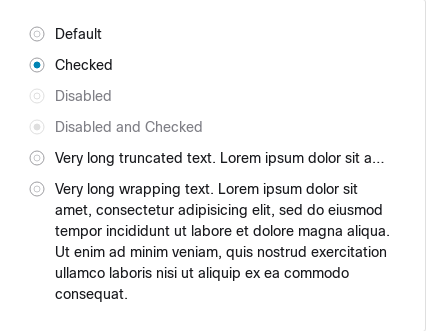 Default
Checked
Disabled
Disabled and Checked
Very long truncated text. Lorem ipsum dolor sit a...
Very long wrapping text. Lorem ipsum dolor sit
amet, consectetur adipisicing elit, sed do eiusmod
tempor incididunt ut labore et dolore magna aliqua.
Ut enim ad minim veniam, quis nostrud exercitation
ullamco laboris nisi ut aliquip ex ea commodo
consequat.